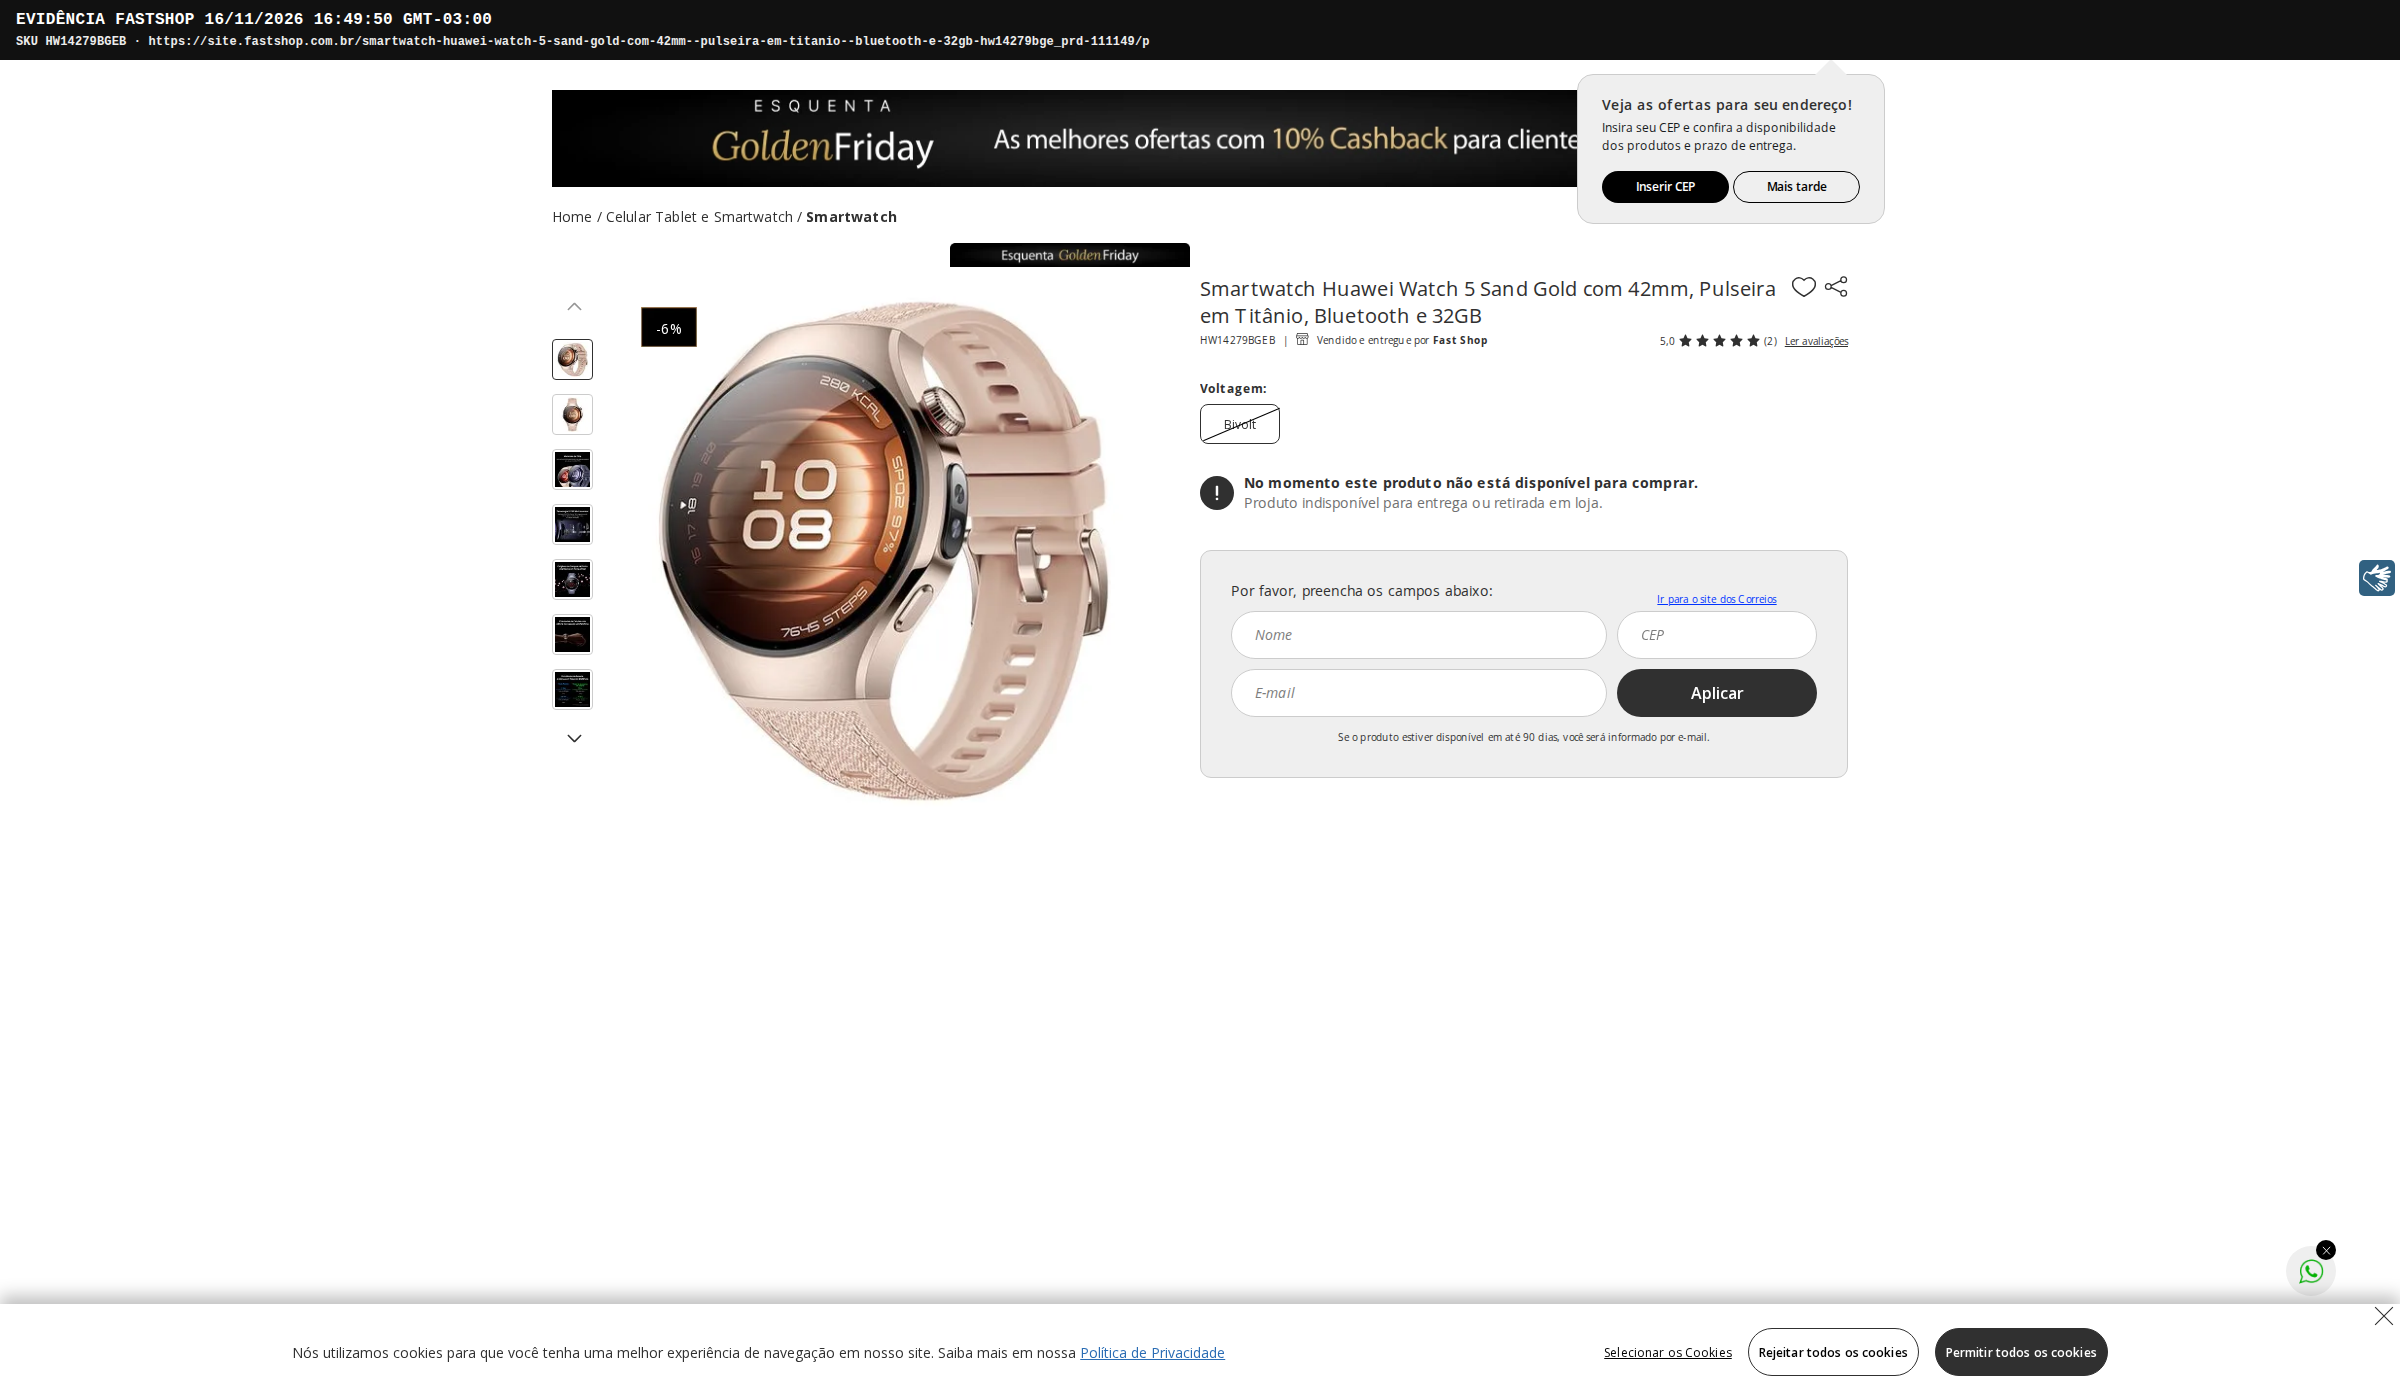 EVIDÊNCIA FASTSHOP 16/11/2026 16:49:50 GMT-03:00
SKU HW14279BGEB · https://site.fastshop.com.br/smartwatch-huawei-watch-5-sand-gold-com-42mm--pulseira-em-titanio--bluetooth-e-32gb-hw14279bge_prd-111149/p
ESQUENTA
GoldenFriday
As melhores ofertas com 10% Cashback para cliente
Veja as ofertas para seu endereço!
Insira seu CEP e confira a disponibilidade
dos produtos e prazo de entrega.
Inserir CEP
Mais tarde
Home / Celular Tablet e Smartwatch / Smartwatch
Esquenta GoldenFriday
-6%
280 KCAL
SPO2 97%
7645 STEPS
15 17 18 19 20
10
08
Smartwatch Huawei Watch 5 Sand Gold com 42mm, Pulseira
em Titânio, Bluetooth e 32GB
HW14279BGEB | Vendido e entregue por Fast Shop
5,0 (2) Ler avaliações
Voltagem:
Bivolt
No momento este produto não está disponível para comprar.
Produto indisponível para entrega ou retirada em loja.
Por favor, preencha os campos abaixo:
Ir para o site dos Correios
Nome
CEP
E-mail
Aplicar
Se o produto estiver disponível em até 90 dias, você será informado por e-mail.
Nós utilizamos cookies para que você tenha uma melhor experiência de navegação em nosso site. Saiba mais em nossa Política de Privacidade
Selecionar os Cookies
Rejeitar todos os cookies
Permitir todos os cookies